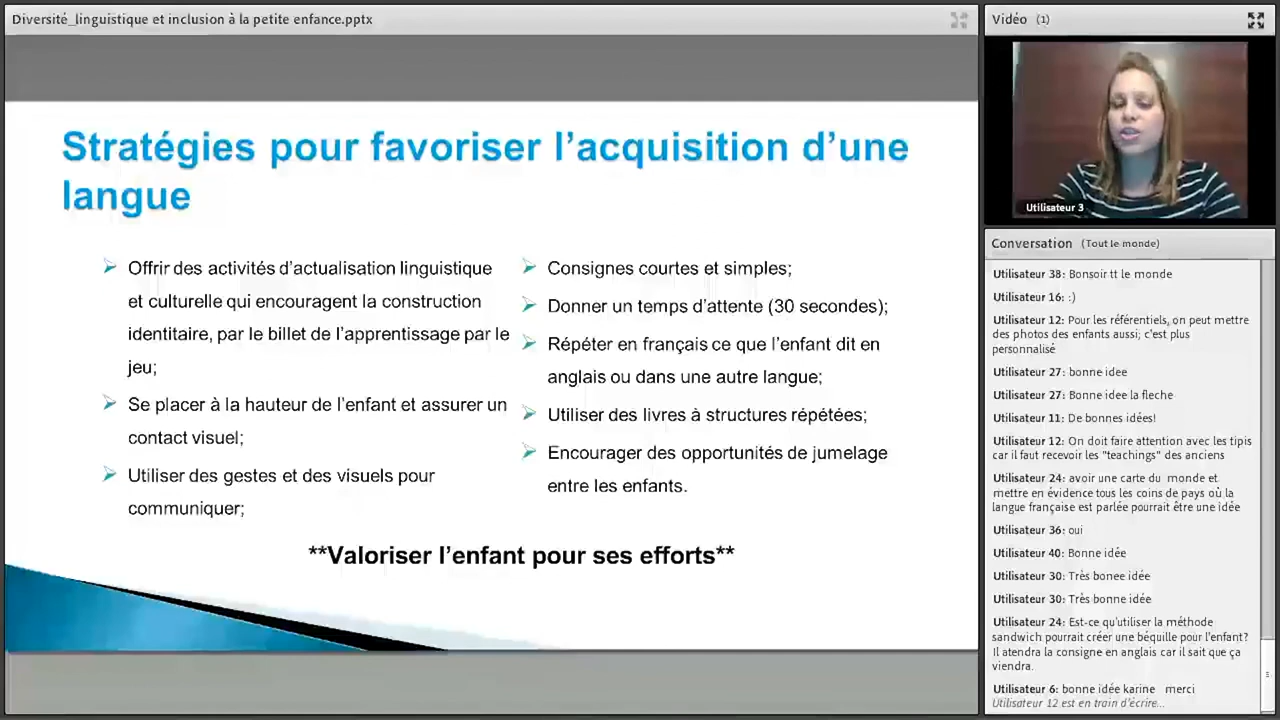 Diversité_linguistique et inclusion à la petite enfance.pptx
Stratégies pour favoriser l’acquisition d’une
langue
Offrir des activités d’actualisation linguistique
et culturelle qui encouragent la construction
identitaire, par le billet de l’apprentissage par le
jeu;
Se placer à la hauteur de l’enfant et assurer un
contact visuel;
Utiliser des gestes et des visuels pour
communiquer;
Consignes courtes et simples;
Donner un temps d’attente (30 secondes);
Répéter en français ce que l’enfant dit en
anglais ou dans une autre langue;
Utiliser des livres à structures répétées;
Encourager des opportunités de jumelage
entre les enfants.
**Valoriser l’enfant pour ses efforts**
Vidéo (1)
Utilisateur 3
Conversation (Tout le monde)
Utilisateur 38: Bonsoir tt le monde
Utilisateur 16: :)
Utilisateur 12: Pour les référentiels, on peut mettre
des photos des enfants aussi; c'est plus
personnalisé
Utilisateur 27: bonne idee
Utilisateur 27: Bonne idee la fleche
Utilisateur 11: De bonnes idées!
Utilisateur 12: On doit faire attention avec les tipis
car il faut recevoir les "teachings" des anciens
Utilisateur 24: avoir une carte du monde et
mettre en évidence tous les coins de pays où la
langue française est parlée pourrait être une idée
Utilisateur 36: oui
Utilisateur 40: Bonne idée
Utilisateur 30: Très bonee idée
Utilisateur 30: Très bonne idée
Utilisateur 24: Est-ce qu'utiliser la méthode
sandwich pourrait créer une béquille pour l'enfant?
Il atendra la consigne en anglais car il sait que ça
viendra.
Utilisateur 6: bonne idée karine merci
Utilisateur 12 est en train d'écrire...